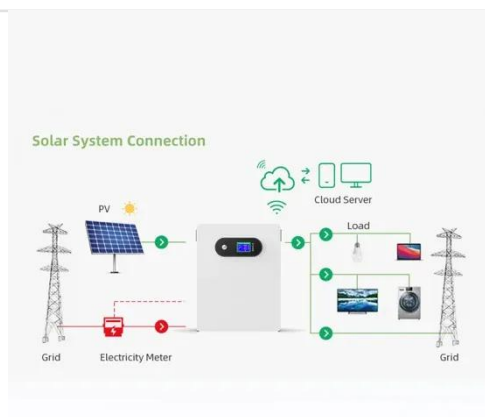 Solar System Connection
Cloud Server
PV
Load
Grid
Electricity Meter
Grid